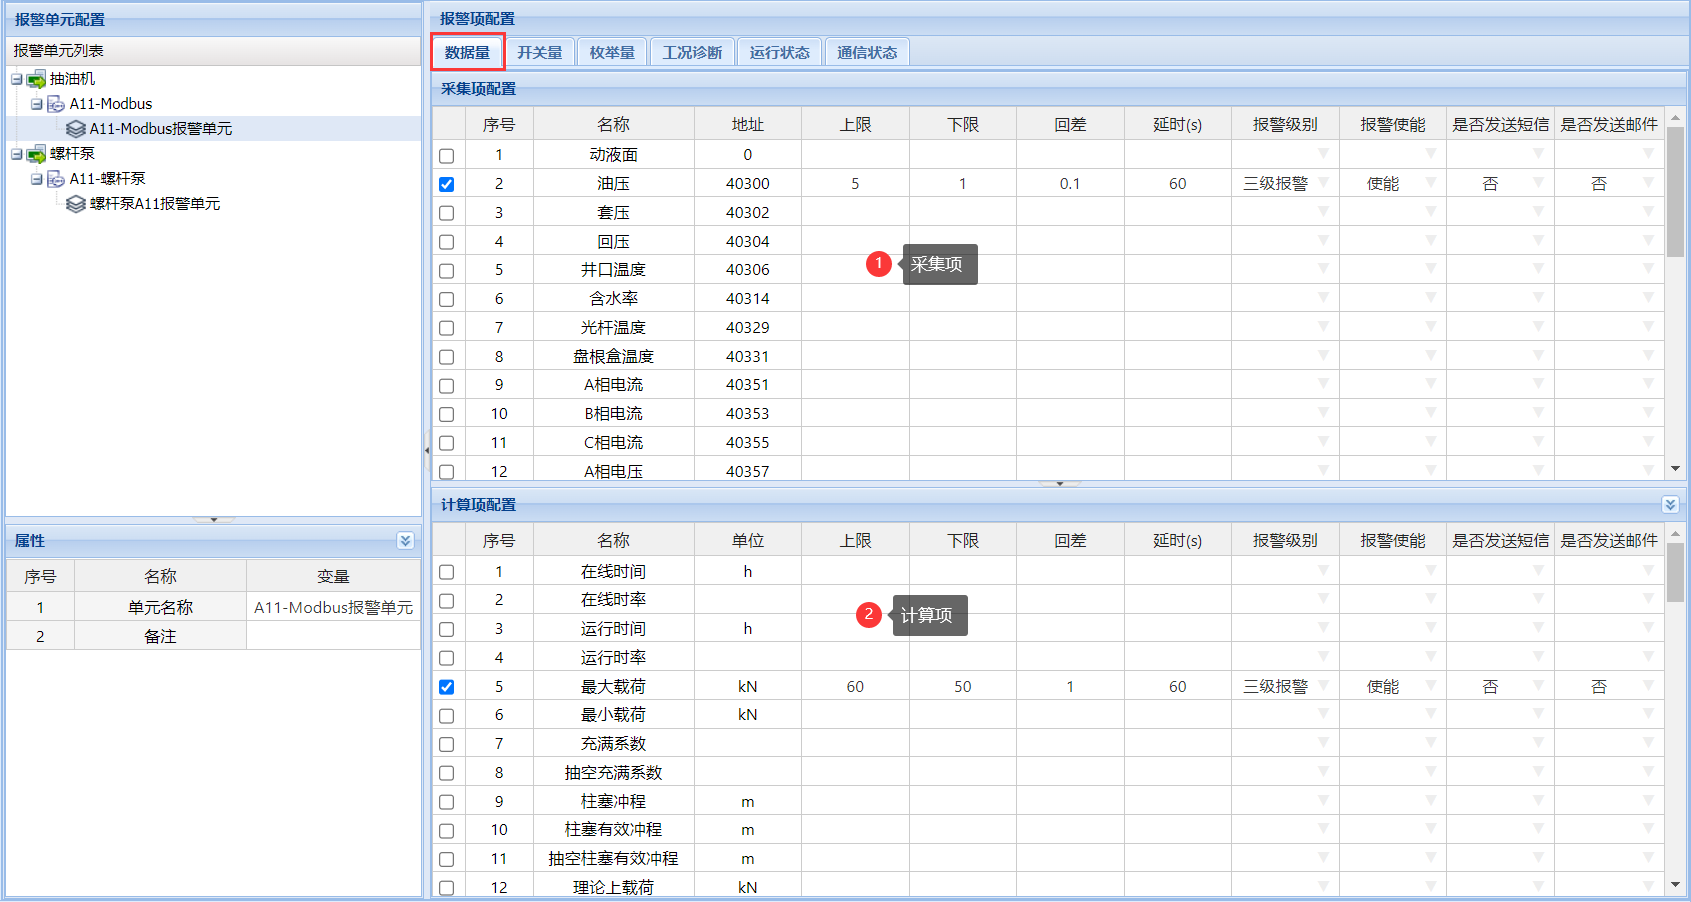 报警单元配置
报警单元列表
抽油机
A11-Modbus
A11-Modbus报警单元
螺杆泵
A11-螺杆泵
螺杆泵A11报警单元
属性
序号 名称 变量
1 单元名称 A11-Modbus报警单元
2 备注
报警项配置
数据量 开关量 枚举量 工况诊断 运行状态 通信状态
采集项配置
序号 名称 地址 上限 下限 回差 延时(s) 报警级别 报警使能 是否发送短信 是否发送邮件
1 动液面 0
2 油压 40300 5 1 0.1 60 三级报警 使能 否 否
3 套压 40302
4 回压 40304
1 采集项
5 井口温度 40306
6 含水率 40314
7 光杆温度 40329
8 盘根盒温度 40331
9 A相电流 40351
10 B相电流 40353
11 C相电流 40355
12 A相电压 40357
计算项配置
序号 名称 单位 上限 下限 回差 延时(s) 报警级别 报警使能 是否发送短信 是否发送邮件
1 在线时间 h
2 在线时率
2 计算项
3 运行时间 h
4 运行时率
5 最大载荷 kN 60 50 1 60 三级报警 使能 否 否
6 最小载荷 kN
7 充满系数
8 抽空充满系数
9 柱塞冲程 m
10 柱塞有效冲程 m
11 抽空柱塞有效冲程 m
12 理论上载荷 kN